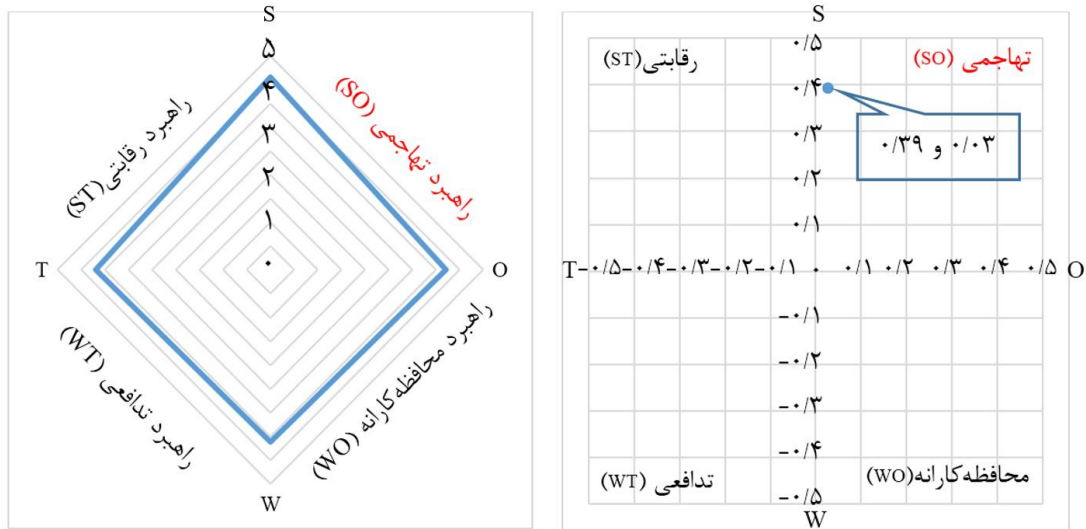 S
۵
۴
۳
۲
۱
۰
راهبرد رقابتی(ST)
راهبرد تهاجمی (SO)
T
O
راهبرد تدافعی (WT)
راهبرد محافظه‌کارانه (WO)
W
S
رقابتی(ST)
تهاجمی (SO)
۰/۵
۰/۴
۰/۳
۰/۲
۰/۱
۰/۰۳ و ۰/۳۹
T -۰/۵ -۰/۴ -۰/۳ -۰/۲ -۰/۱ ۰ ۰/۱ ۰/۲ ۰/۳ ۰/۴ ۰/۵ O
-۰/۱
-۰/۲
-۰/۳
-۰/۴
-۰/۵
تدافعی (WT)
محافظه‌کارانه(WO)
W